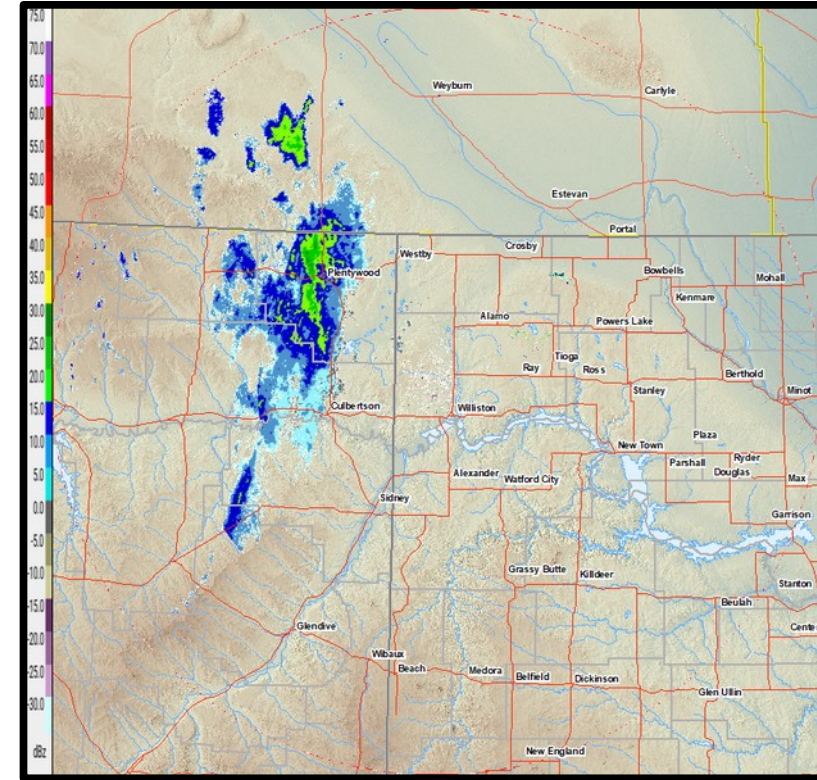 75.0
70.0
65.0
60.0
55.0
50.0
45.0
40.0
35.0
30.0
25.0
20.0
15.0
10.0
5.0
0.0
-5.0
-10.0
-15.0
-20.0
-25.0
-30.0
dBz
Weyburn
Carlyle
Estevan
Portal
Crosby
Westby
Plentywood
Bowbells
Mohall
Kenmare
Alamo
Powers Lake
Tioga
Ray
Ross
Berthold
Stanley
Minot
Culbertson
Williston
Plaza
New Town
Ryder
Parshall
Douglas
Alexander
Watford City
Max
Sidney
Garrison
Grassy Butte
Killdeer
Stanton
Beulah
Glendive
Cente
Wibaux
Beach
Medora
Belfield
Dickinson
Glen Ullin
New England